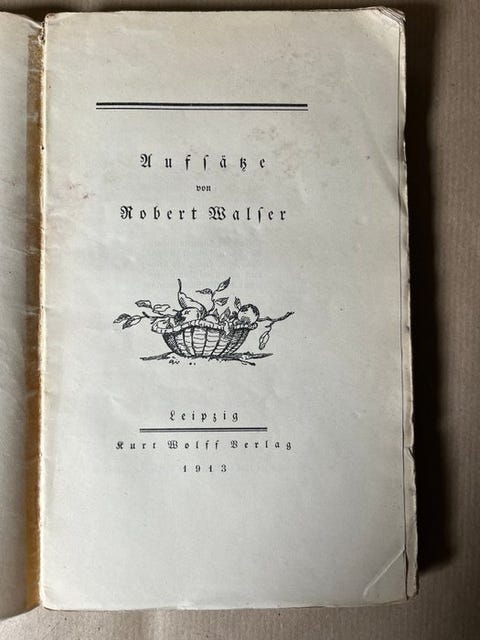 Aufſätze
von
Robert Walſer
Leipzig
Kurt Wolff Verlag
1913